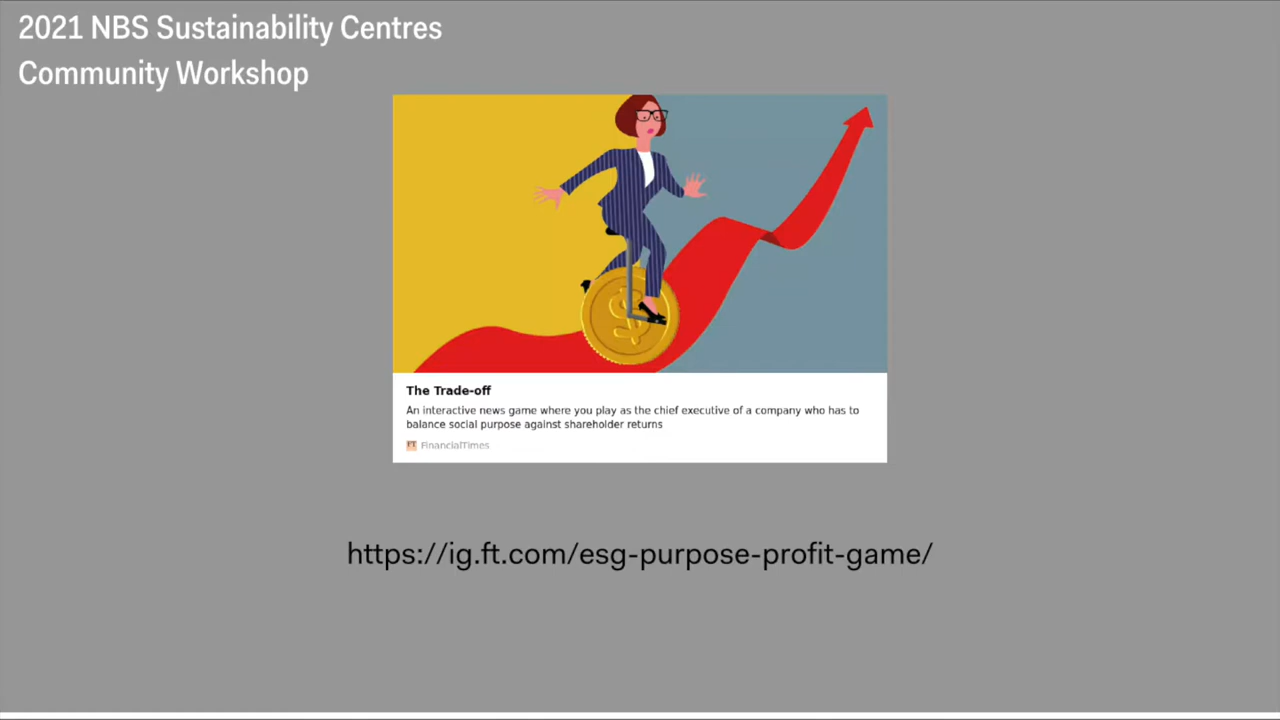 2021 NBS Sustainability Centres
Community Workshop
The Trade-off
An interactive news game where you play as the chief executive of a company who has to
balance social purpose against shareholder returns
FT FinancialTimes
https://ig.ft.com/esg-purpose-profit-game/